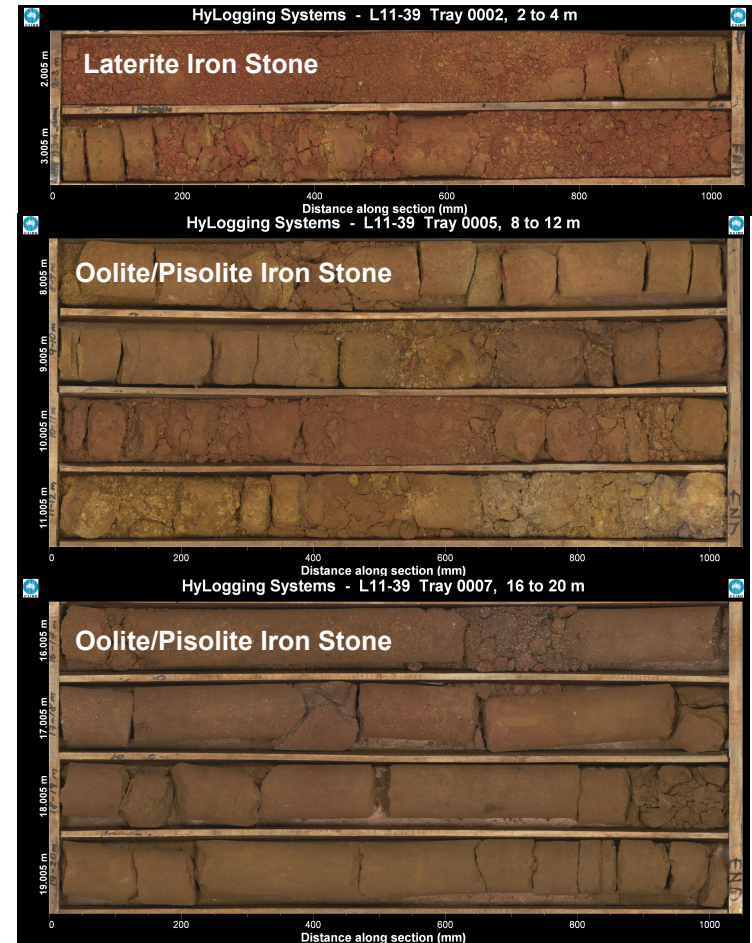 HyLogging Systems - L11-39 Tray 0002, 2 to 4 m
Laterite Iron Stone
2.005 m
3.005 m
END
0 200 400 600 800 1000
Distance along section (mm)
HyLogging Systems - L11-39 Tray 0005, 8 to 12 m
Oolite/Pisolite Iron Stone
8.005 m
9.005 m
10.005 m
11.005 m
END
0 200 400 600 800 1000
Distance along section (mm)
HyLogging Systems - L11-39 Tray 0007, 16 to 20 m
Oolite/Pisolite Iron Stone
16.005 m
17.005 m
18.005 m
19.005 m
END
0 200 400 600 800 1000
Distance along section (mm)